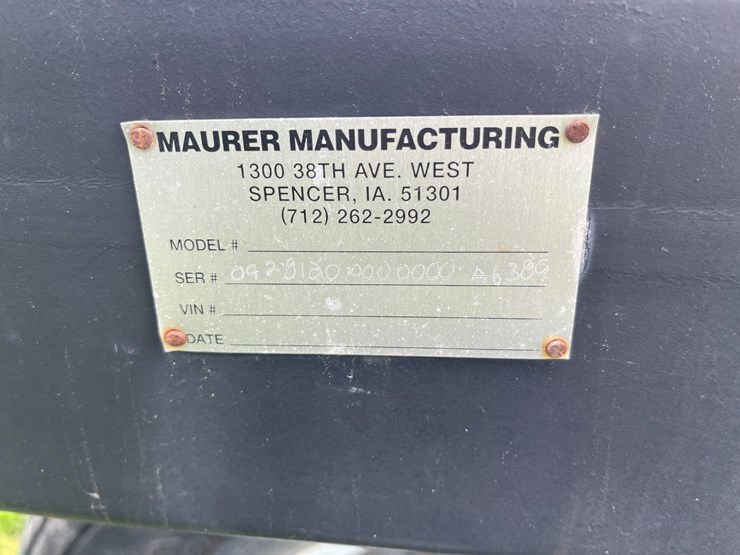 MAURER MANUFACTURING
1300 38TH AVE. WEST
SPENCER, IA. 51301
(712) 262-2992
MODEL #
SER #
VIN #
DATE